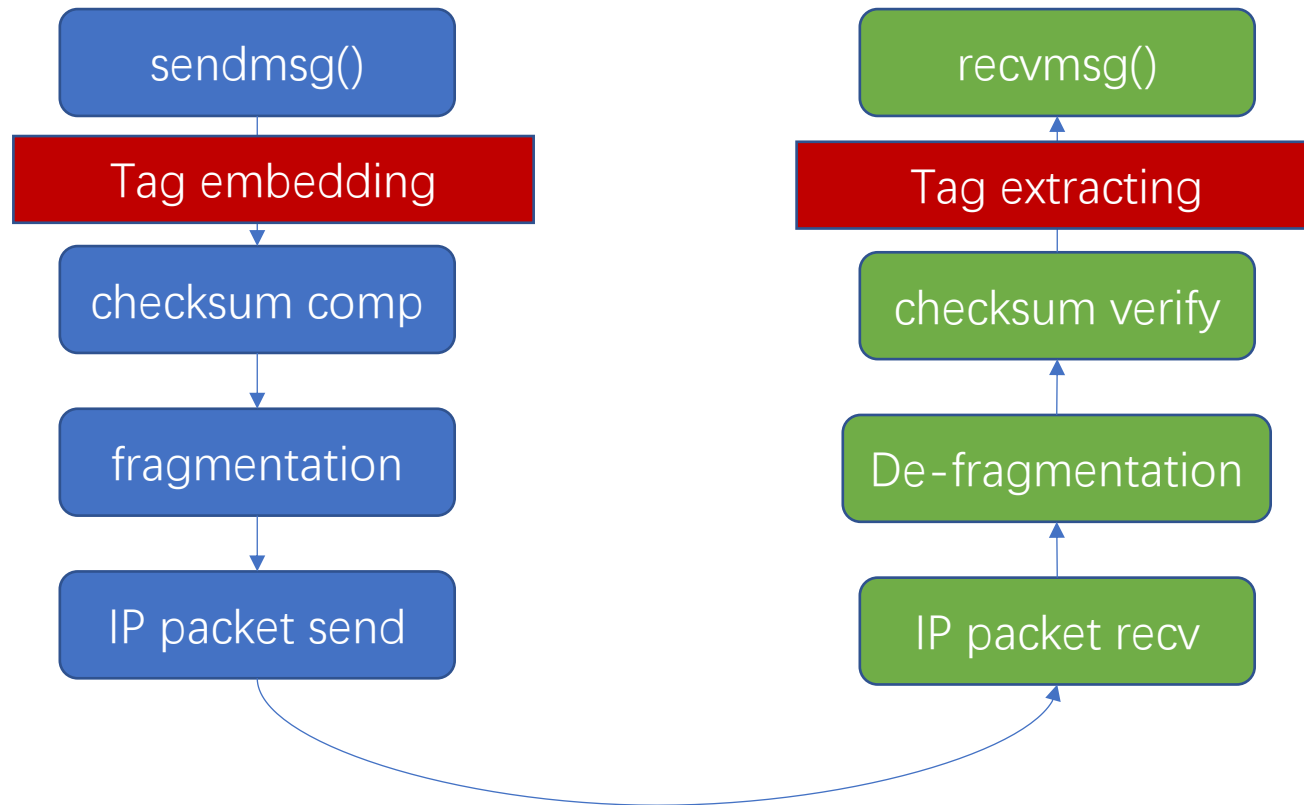 sendmsg()
Tag embedding
checksum comp
fragmentation
IP packet send
recvmsg()
Tag extracting
checksum verify
De-fragmentation
IP packet recv